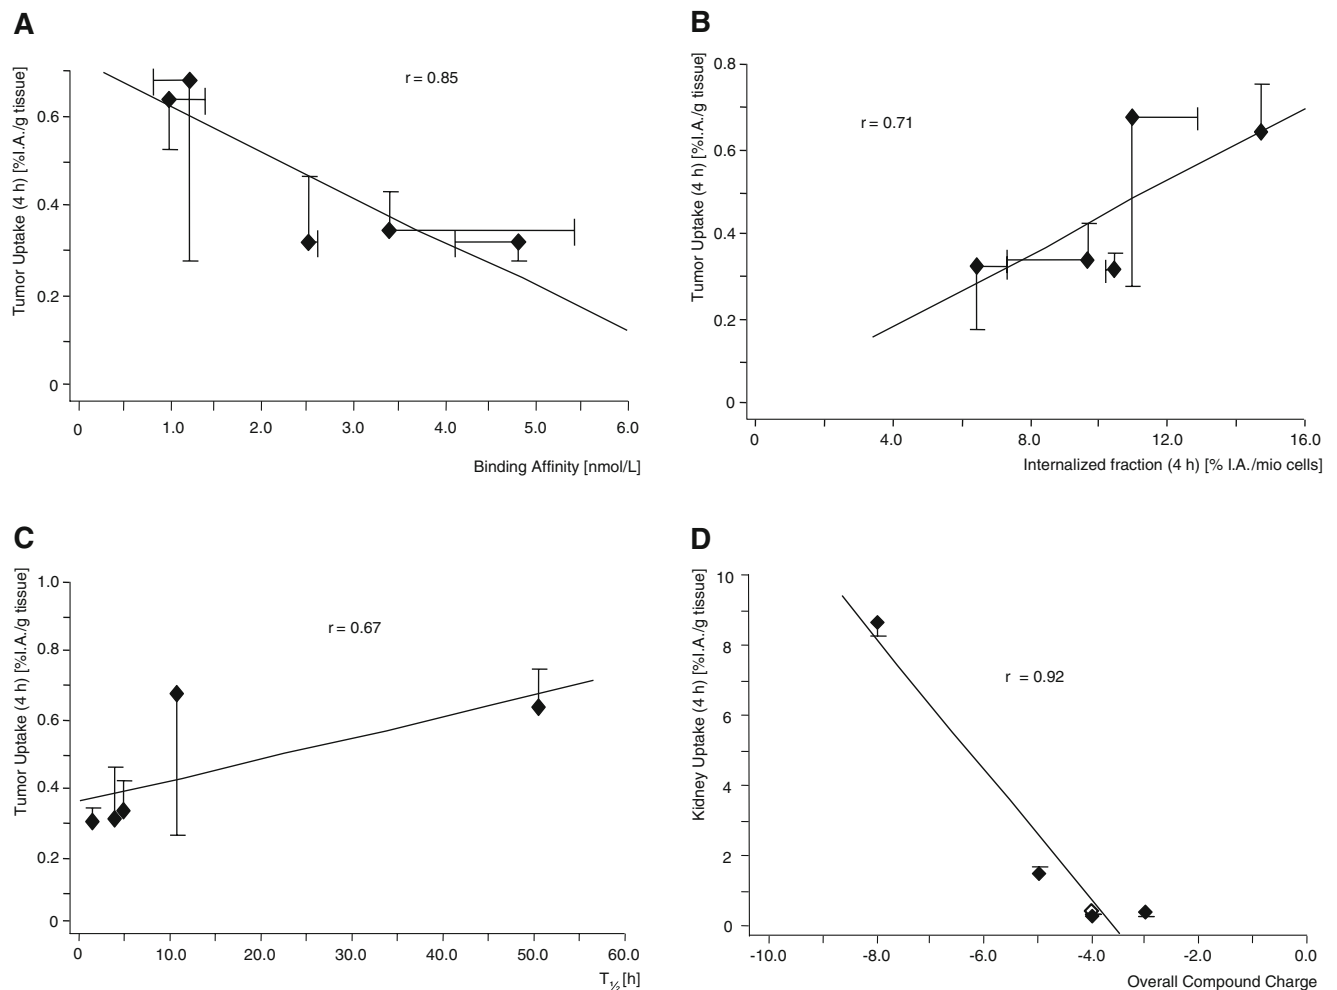 A
Tumor Uptake (4 h) [%I.A./g tissue]
r = 0.85
0.6
0.4
0.2
0
0 1.0 2.0 3.0 4.0 5.0 6.0
Binding Affinity [nmol/L]
B
Tumor Uptake (4 h) [%I.A./g tissue]
0.8
r = 0.71
0.6
0.4
0.2
0
0 4.0 8.0 12.0 16.0
Internalized fraction (4 h) [% I.A./mio cells]
C
Tumor Uptake (4 h) [%I.A./g tissue]
1.0
r = 0.67
0.8
0.6
0.4
0.2
0
0 10.0 20.0 30.0 40.0 50.0 60.0
T½ [h]
D
Kidney Uptake (4 h) [%I.A./g tissue]
10
r = 0.92
8
6
4
2
0
-10.0 -8.0 -6.0 -4.0 -2.0 0.0
Overall Compound Charge